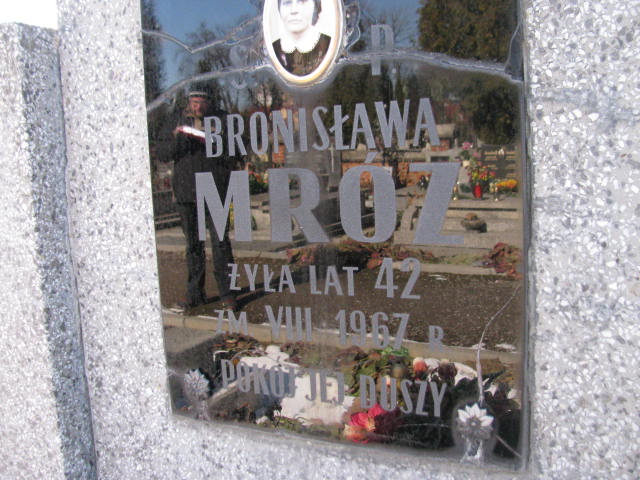 Ś P
BRONISŁAWA
MRÓZ
ŻYŁA LAT 42
ZM VIII 1967 R
POKÓJ JEJ DUSZY